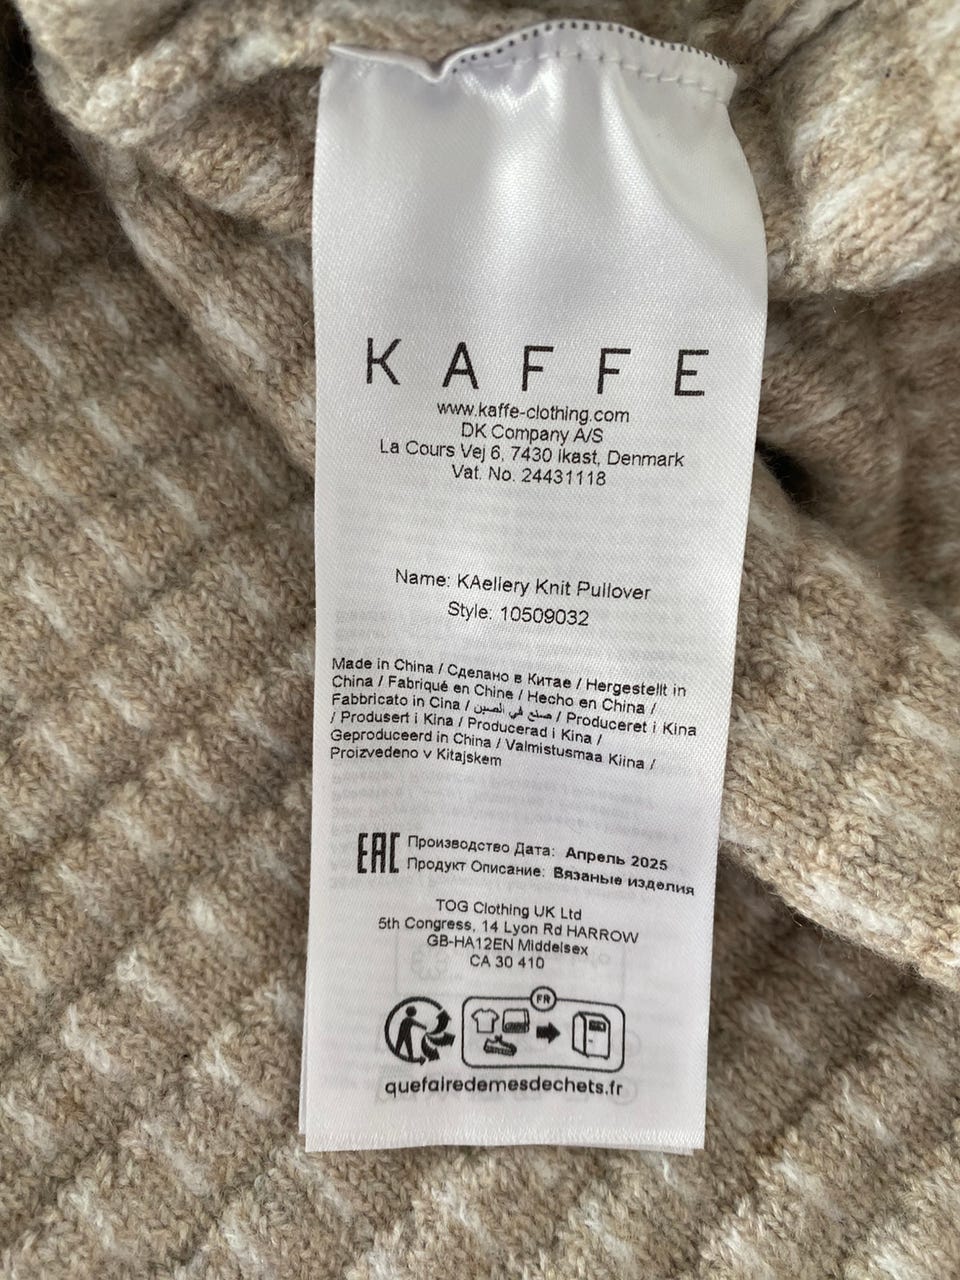 KAFFE
www.kaffe-clothing.com
DK Company A/S
La Cours Vej 6, 7430 Ikast, Denmark
Vat. No. 24431118
Name: KAellery Knit Pullover
Style: 10509032
Made in China / Сделано в Китае / Hergestellt in
China / Fabriqué en Chine / Hecho en China /
Fabbricato in Cina / صنع في الصين / Produceret i Kina
/ Produsert i Kina / Producerad i Kina /
Geproduceerd in China / Valmistusmaa Kiina /
Proizvedeno v Kitajskem
EAC Производство Дата: Апрель 2025
Продукт Описание: Вязаные изделия
TOG Clothing UK Ltd
5th Congress, 14 Lyon Rd HARROW
GB-HA12EN Middelsex
CA 30 410
FR
quefairedemesdechets.fr